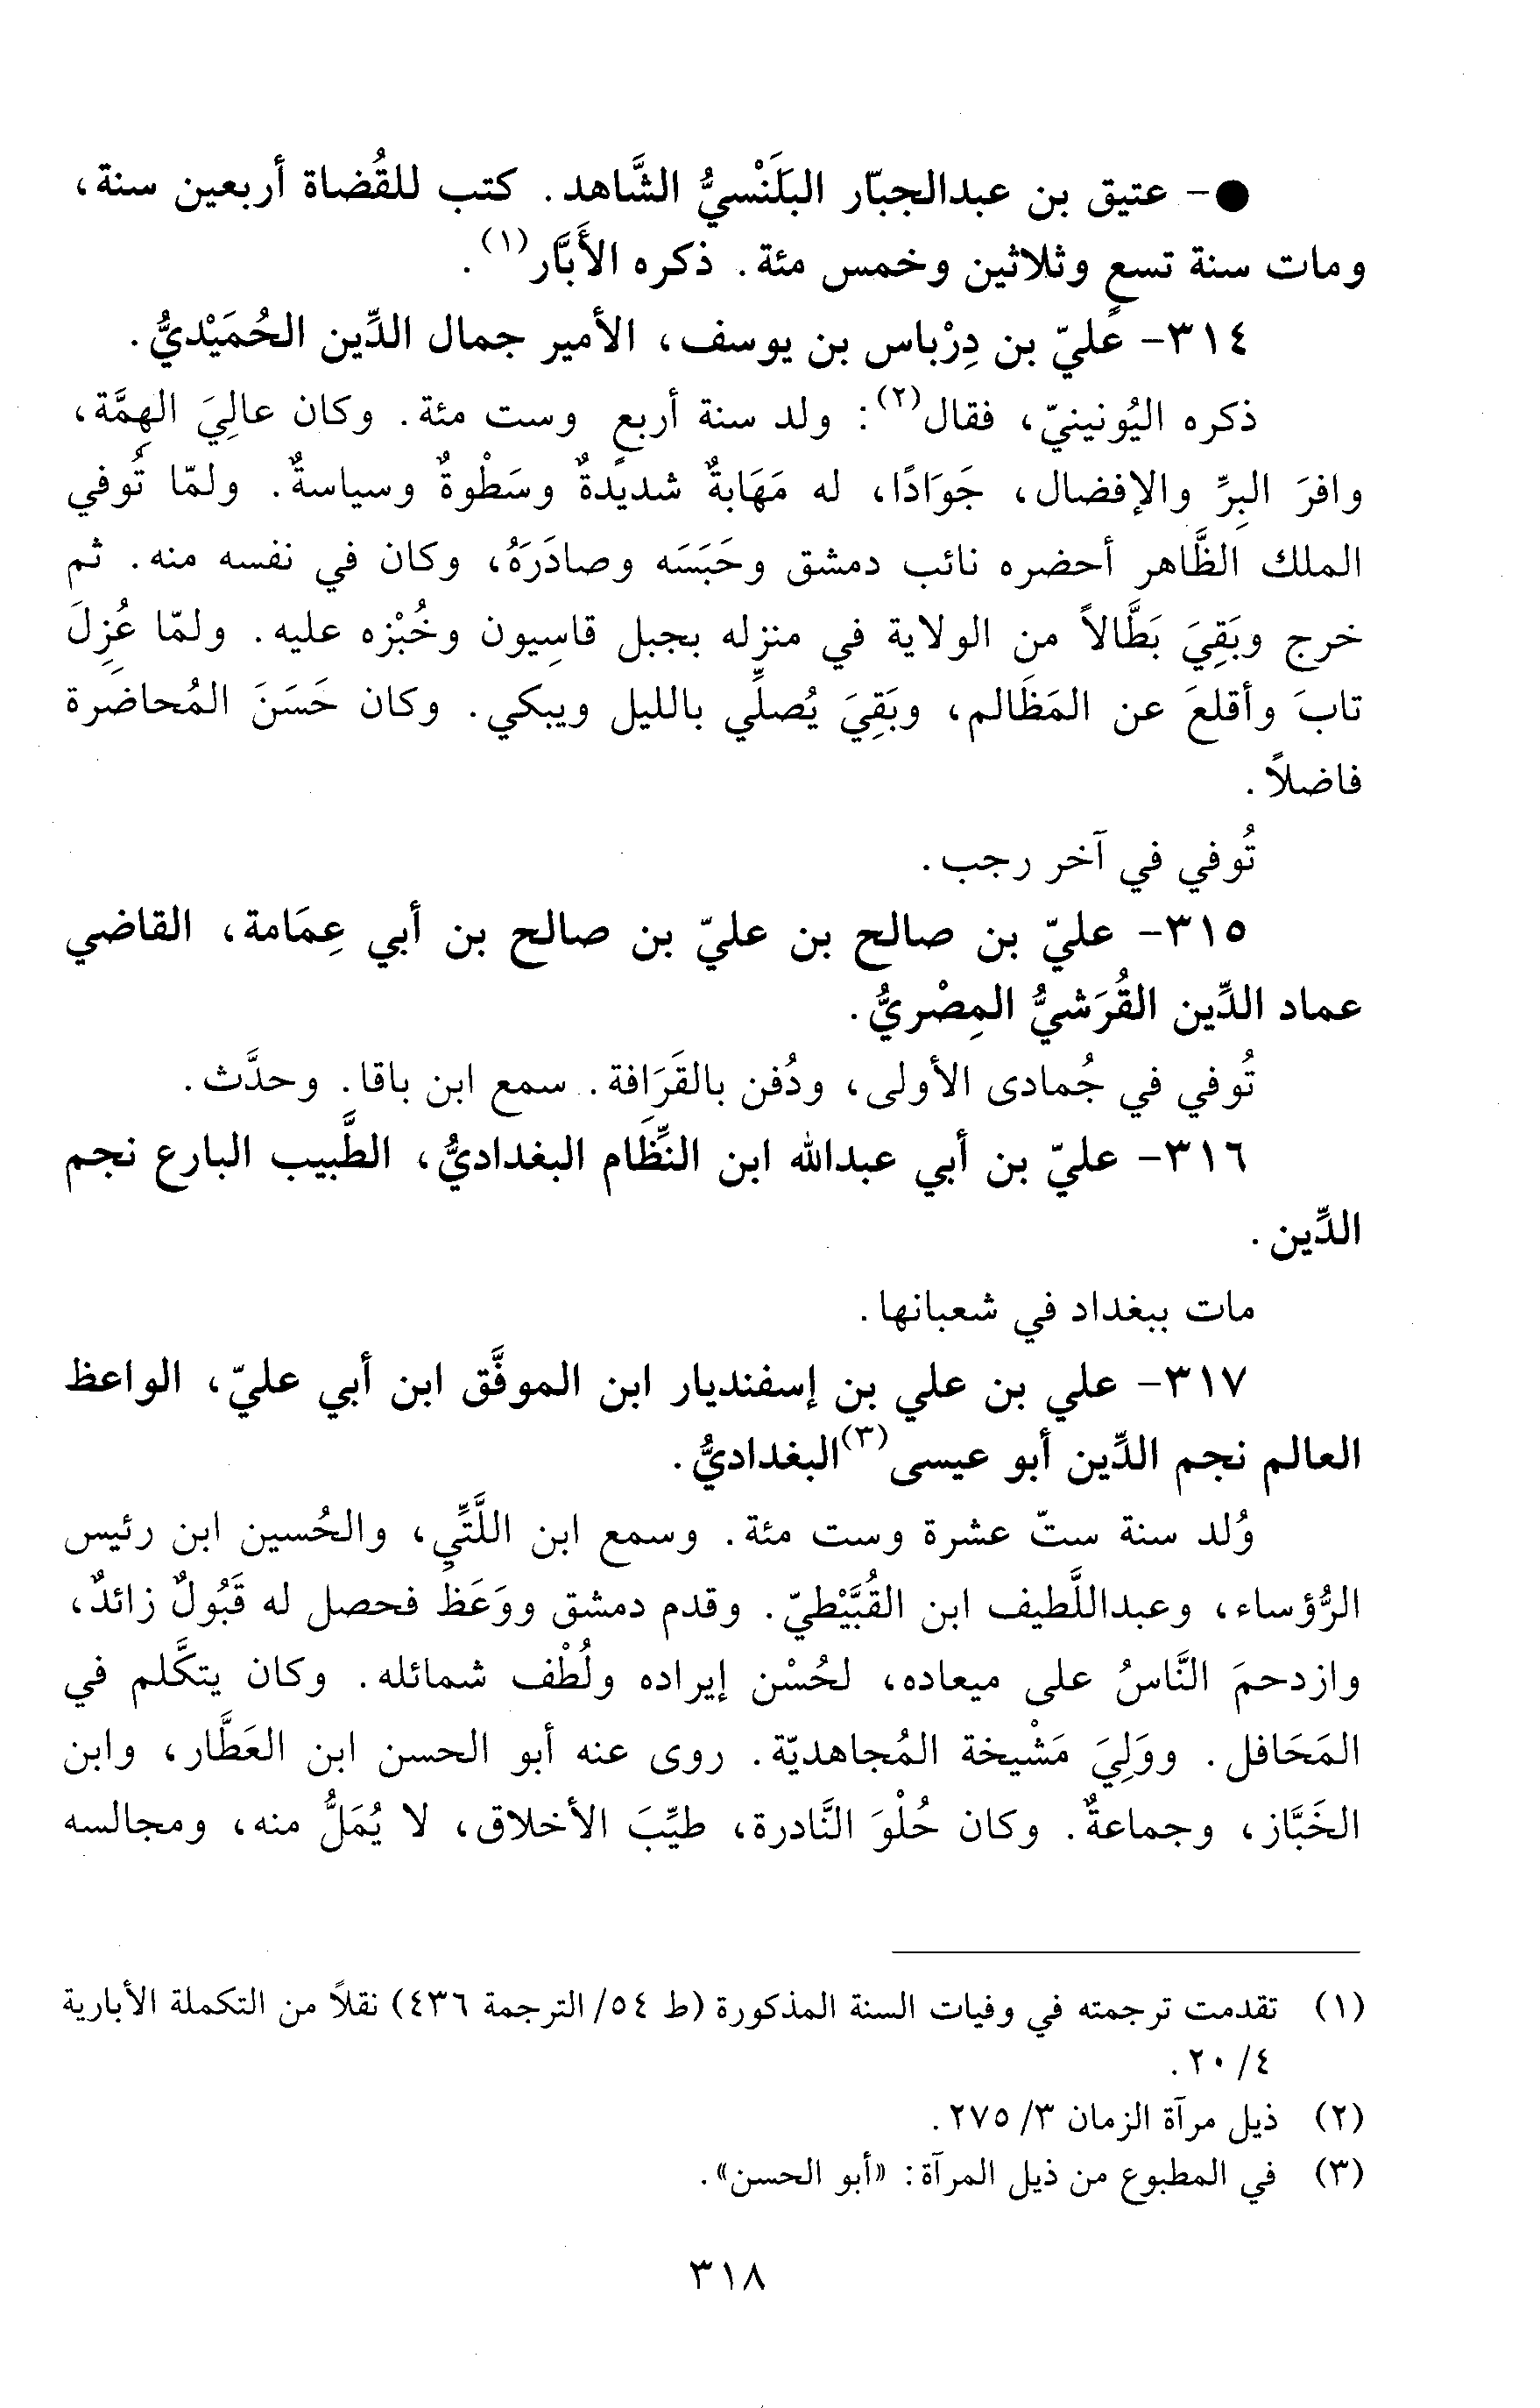 ●- عتيق بن عبدالجبّار البلَنْسيُّ الشَّاهد. كتب للقُضاة أربعين سنة،
ومات سنة تسعٍ وثلاثين وخمس مئة. ذكره الأَبَّار(١).
٣١٤- عليّ بن دِرْباس بن يوسف، الأمير جمال الدِّين الحُمَيْديُّ.
ذكره اليُونينيّ، فقال(٢): ولد سنة أربعٍ وست مئة. وكان عالِيَ الهِمَّة،
وافرَ البِرِّ والإفضال، جَوَادًا، له مَهَابةٌ شديدةٌ وسَطْوةٌ وسياسةٌ. ولمّا تُوفي
الملك الظَّاهر أحضره نائب دمشق وحَبَسَه وصادَرَهُ، وكان في نفسه منه. ثم
خرج وبَقِيَ بَطَّالاً من الولاية في منزله بجبل قاسِيون وخُبْزه عليه. ولمّا عُزِلَ
تابَ وأقلعَ عن المَظَالم، وبَقِيَ يُصلِّي بالليل ويبكي. وكان حَسَنَ المُحاضرة
فاضلاً.
تُوفي في آخر رجب.
٣١٥- عليّ بن صالح بن عليّ بن صالح بن أبي عِمَامة، القاضي
عماد الدِّين القُرَشيُّ المِصْريُّ.
تُوفي في جُمادى الأولى، ودُفن بالقَرَافة. سمع ابن باقا. وحدَّث.
٣١٦- عليّ بن أبي عبدالله ابن النِّظَام البغداديُّ، الطَّبيب البارع نجم
الدِّين.
مات ببغداد في شعبانها.
٣١٧- علي بن علي بن إسفنديار ابن الموفَّق ابن أبي عليّ، الواعظ
العالم نجم الدِّين أبو عيسى(٣) البغداديُّ.
وُلد سنة ستّ عشرة وست مئة. وسمع ابن اللَّتِّي، والحُسين ابن رئيس
الرُّؤساء، وعبداللَّطيف ابن القُبَّيْطيّ. وقدم دمشق ووَعَظَ فحصل له قَبُولٌ زائدٌ،
وازدحمَ النَّاسُ على ميعاده، لحُسْن إيراده ولُطْف شمائله. وكان يتكَّلم في
المَحَافل. ووَلِيَ مَشْيخة المُجاهديّة. روى عنه أبو الحسن ابن العَطَّار، وابن
الخَبَّاز، وجماعةٌ. وكان حُلْوَ النَّادرة، طيِّبَ الأخلاق، لا يُمَلُّ منه، ومجالسه
(١) تقدمت ترجمته في وفيات السنة المذكورة (ط ٥٤/ الترجمة ٤٣٦) نقلاً من التكملة الأبارية
٤/ ٢٠.
(٢) ذيل مرآة الزمان ٣/ ٢٧٥.
(٣) في المطبوع من ذيل المرآة: «أبو الحسن».
٣١٨